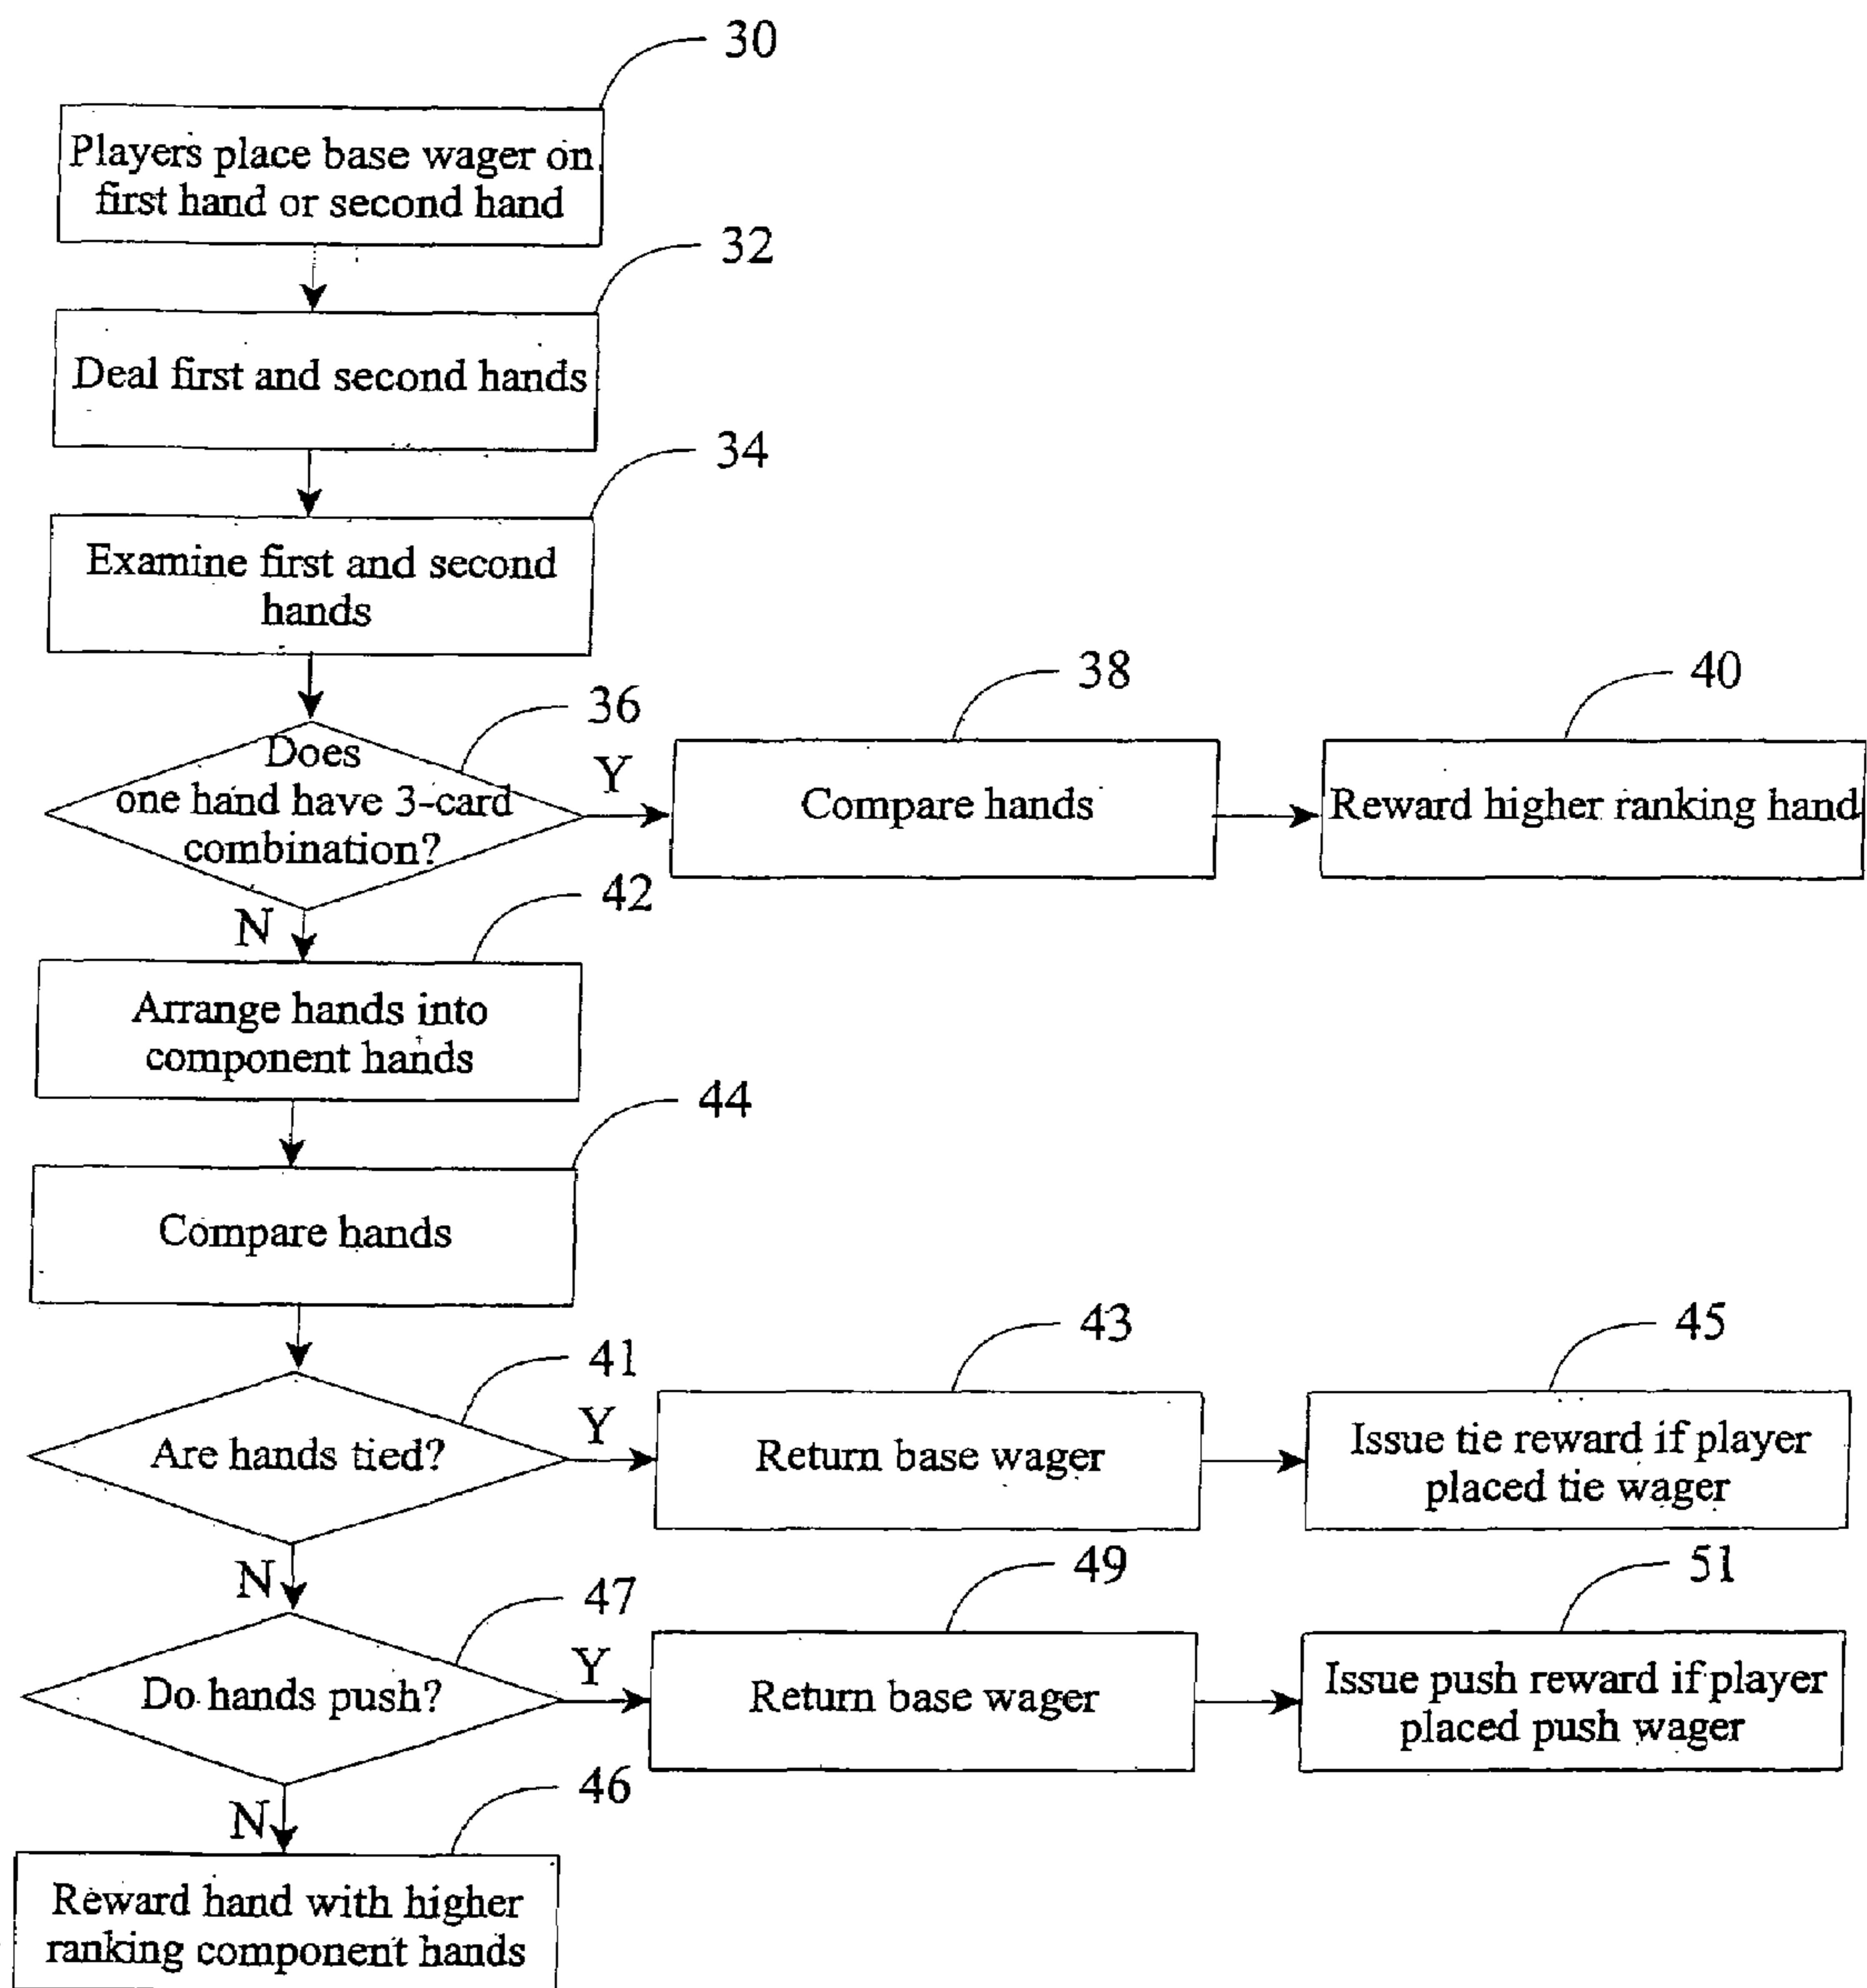 30
Players place base wager on
first hand or second hand
32
Deal first and second hands
34
Examine first and second
hands
36
Does
one hand have 3-card
combination?
Y
38
Compare hands
40
Reward higher ranking hand
N
42
Arrange hands into
component hands
44
Compare hands
41
Are hands tied?
Y
43
Return base wager
45
Issue tie reward if player
placed tie wager
N
47
Do hands push?
Y
49
Return base wager
51
Issue push reward if player
placed push wager
N
46
Reward hand with higher
ranking component hands